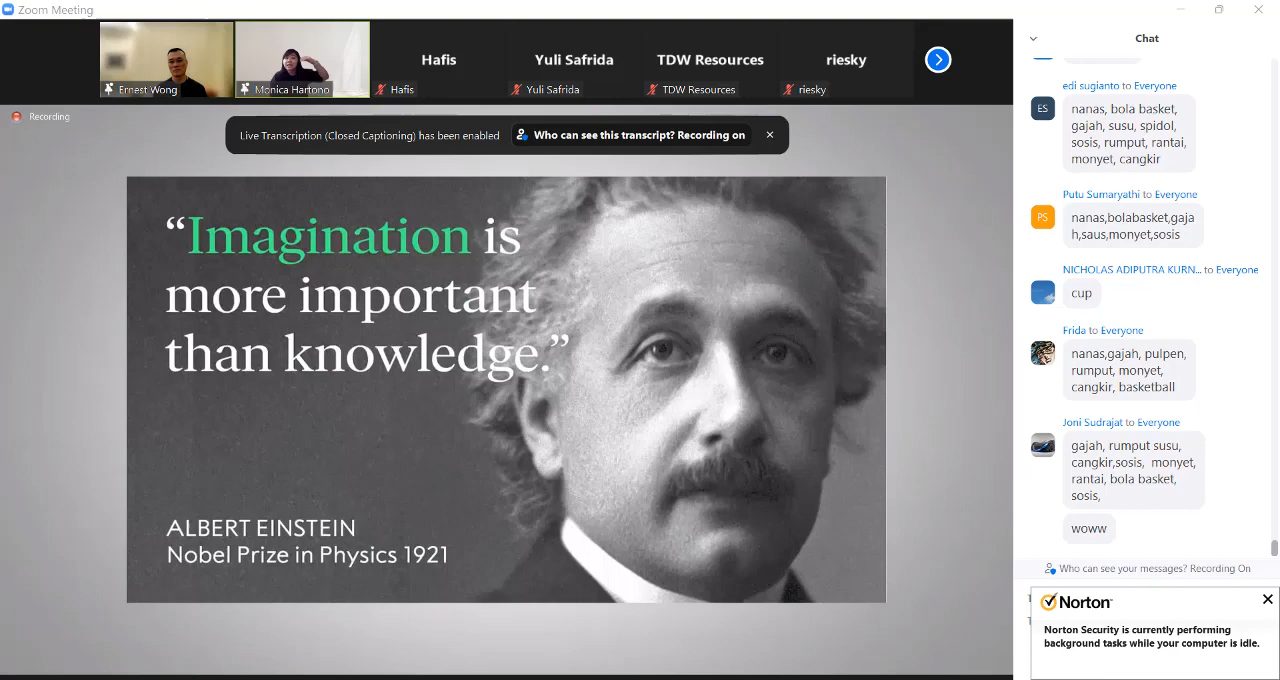 Zoom Meeting
Ernest Wong
Monica Hartono
Hafis
Hafis
Yuli Safrida
Yuli Safrida
TDW Resources
TDW Resources
riesky
riesky
Recording
Live Transcription (Closed Captioning) has been enabled
Who can see this transcript? Recording on
“Imagination is
more important
than knowledge.”
ALBERT EINSTEIN
Nobel Prize in Physics 1921
Chat
edi sugianto to Everyone
ES
nanas, bola basket,
gajah, susu, spidol,
sosis, rumput, rantai,
monyet, cangkir
Putu Sumaryathi to Everyone
PS
nanas,bolabasket,gaja
h,saus,monyet,sosis
NICHOLAS ADIPUTRA KURN... to Everyone
cup
Frida to Everyone
nanas,gajah, pulpen,
rumput, monyet,
cangkir, basketball
Joni Sudrajat to Everyone
gajah, rumput susu,
cangkir,sosis, monyet,
rantai, bola basket,
sosis,
woww
Who can see your messages? Recording On
Norton
Norton Security is currently performing
background tasks while your computer is idle.